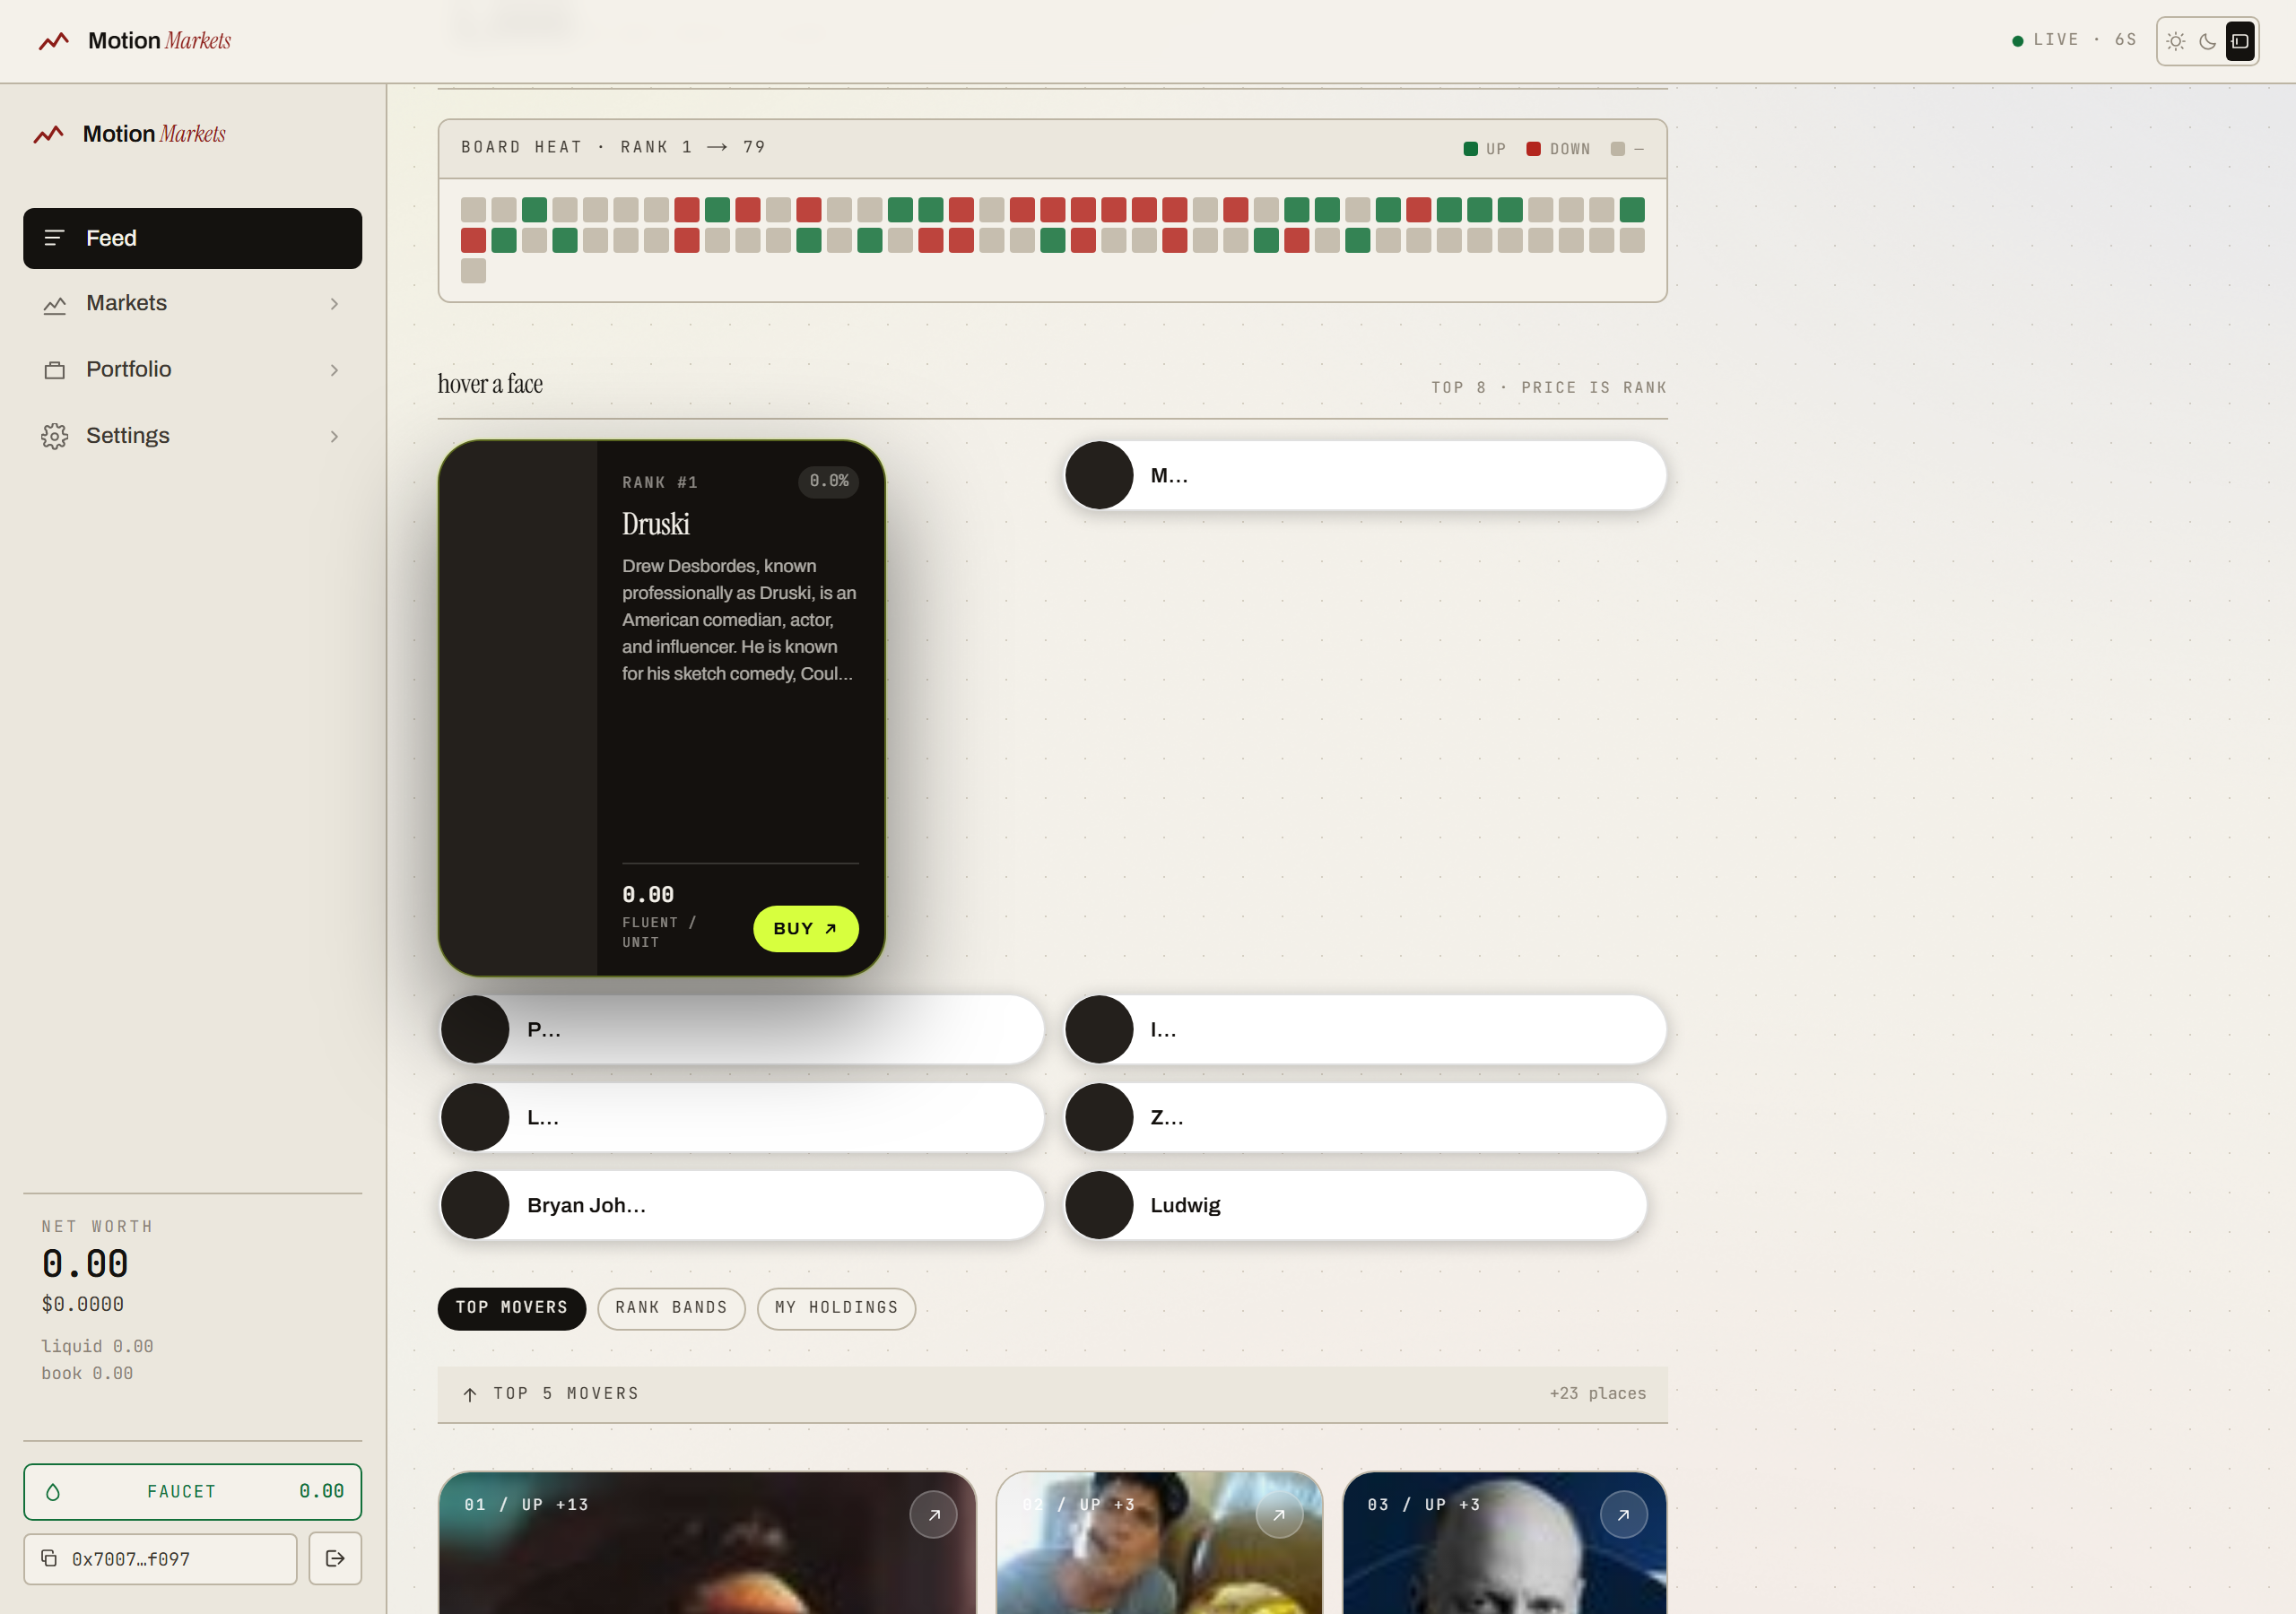 Motion Markets
LIVE · 6S
Motion Markets
Feed
Markets
Portfolio
Settings
NET WORTH
0.00
$0.0000
liquid 0.00
book 0.00
FAUCET 0.00
0x7007…f097
BOARD HEAT · RANK 1 → 79
UP DOWN —
hover a face
TOP 8 · PRICE IS RANK
RANK #1 0.0%
Druski
Drew Desbordes, known
professionally as Druski, is an
American comedian, actor,
and influencer. He is known
for his sketch comedy, Coul…
0.00
FLUENT /
UNIT
BUY ↗
M…
P…
I…
L…
Z…
Bryan Joh…
Ludwig
TOP MOVERS RANK BANDS MY HOLDINGS
↑ TOP 5 MOVERS +23 places
01 / UP +13
02 / UP +3
03 / UP +3